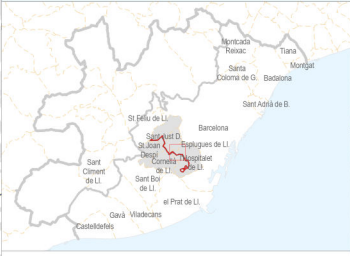 Montcada
Reixac
Tiana
Montgat
Santa
Coloma de G.
Badalona
Sant Adrià de B.
St.Feliu de Ll.
Barcelona
Sant Just D.
Esplugues de Ll.
St.Joan
Despí
L'Hospitalet
de Ll.
Cornellà
de Ll.
Sant
Climent
de Ll.
Sant Boi
de Ll.
el Prat de Ll.
Gavà
Viladecans
Castelldefels